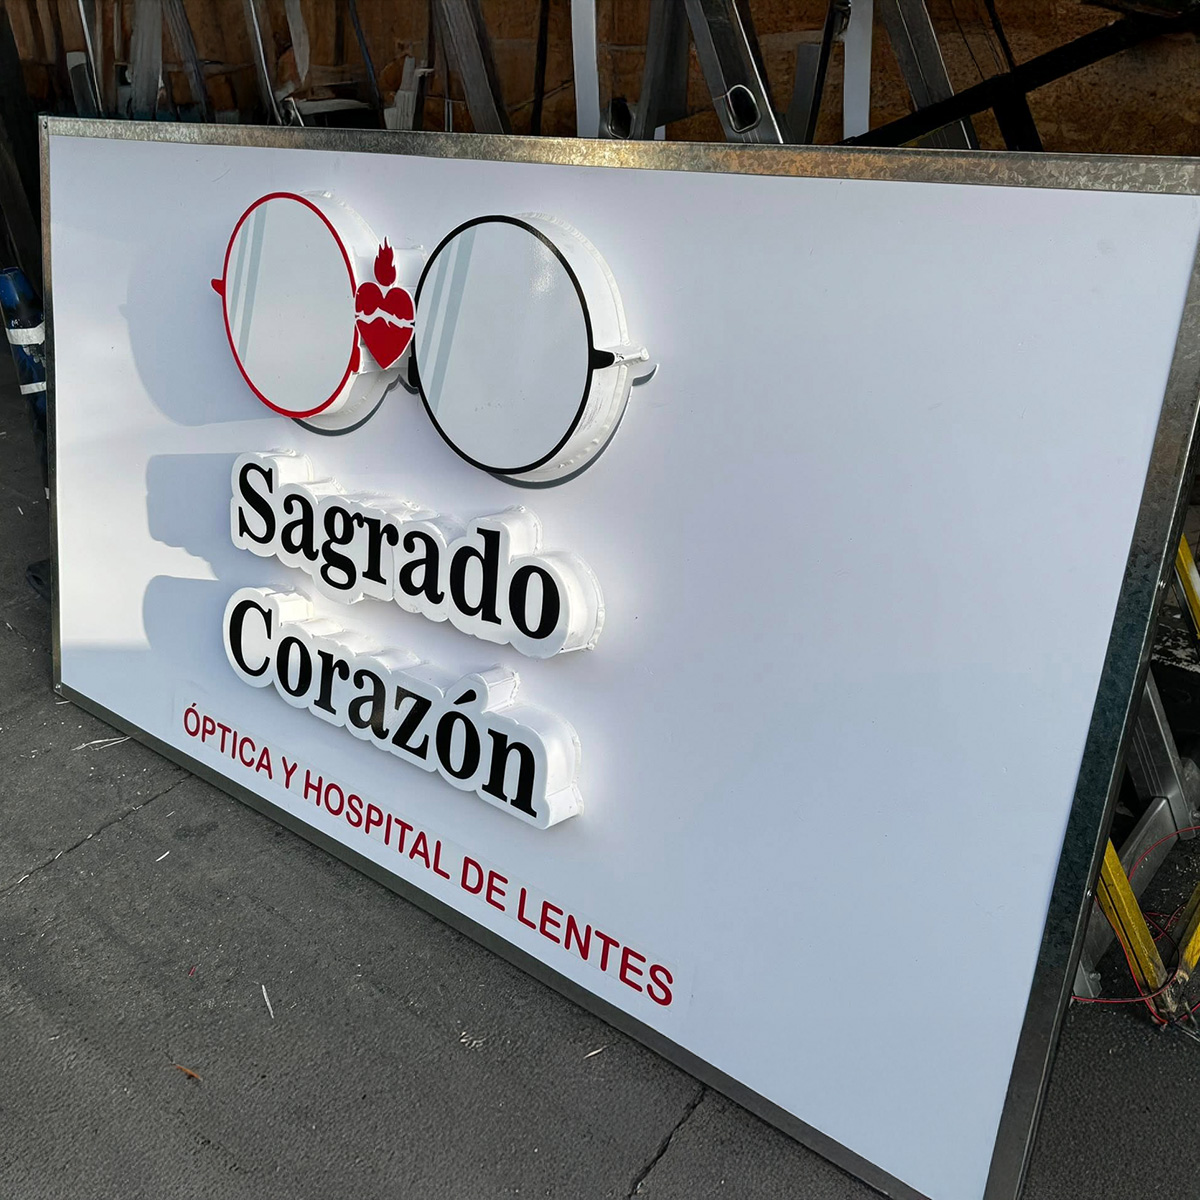 Sagrado
Corazón
ÓPTICA Y HOSPITAL DE LENTES